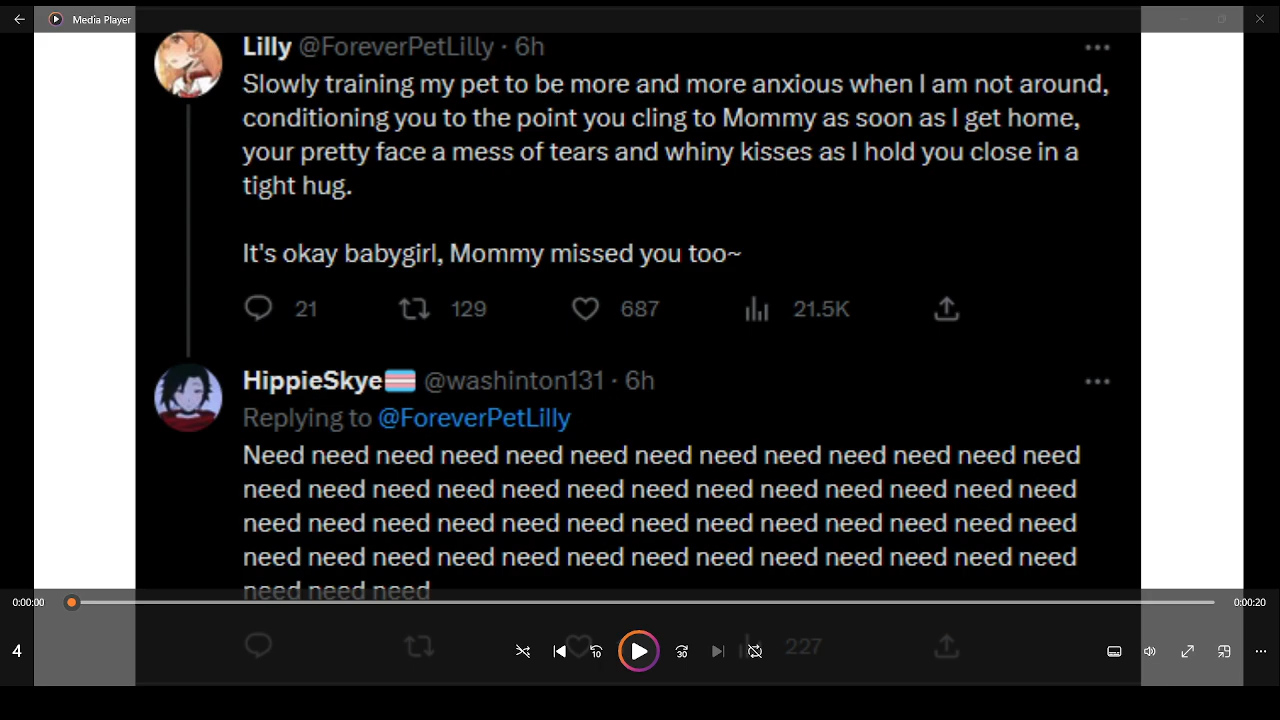 Media Player
Lilly @ForeverPetLilly · 6h
Slowly training my pet to be more and more anxious when I am not around,
conditioning you to the point you cling to Mommy as soon as I get home,
your pretty face a mess of tears and whiny kisses as I hold you close in a
tight hug.
It's okay babygirl, Mommy missed you too~
21 129 687 21.5K
HippieSkye @washinton131 · 6h
Replying to @ForeverPetLilly
Need need need need need need need need need need need need need
need need need need need need need need need need need need need
need need need need need need need need need need need need need
need need need need need need need need need need need need need
need need need
0:00:00 0:00:20
4 10 30 227